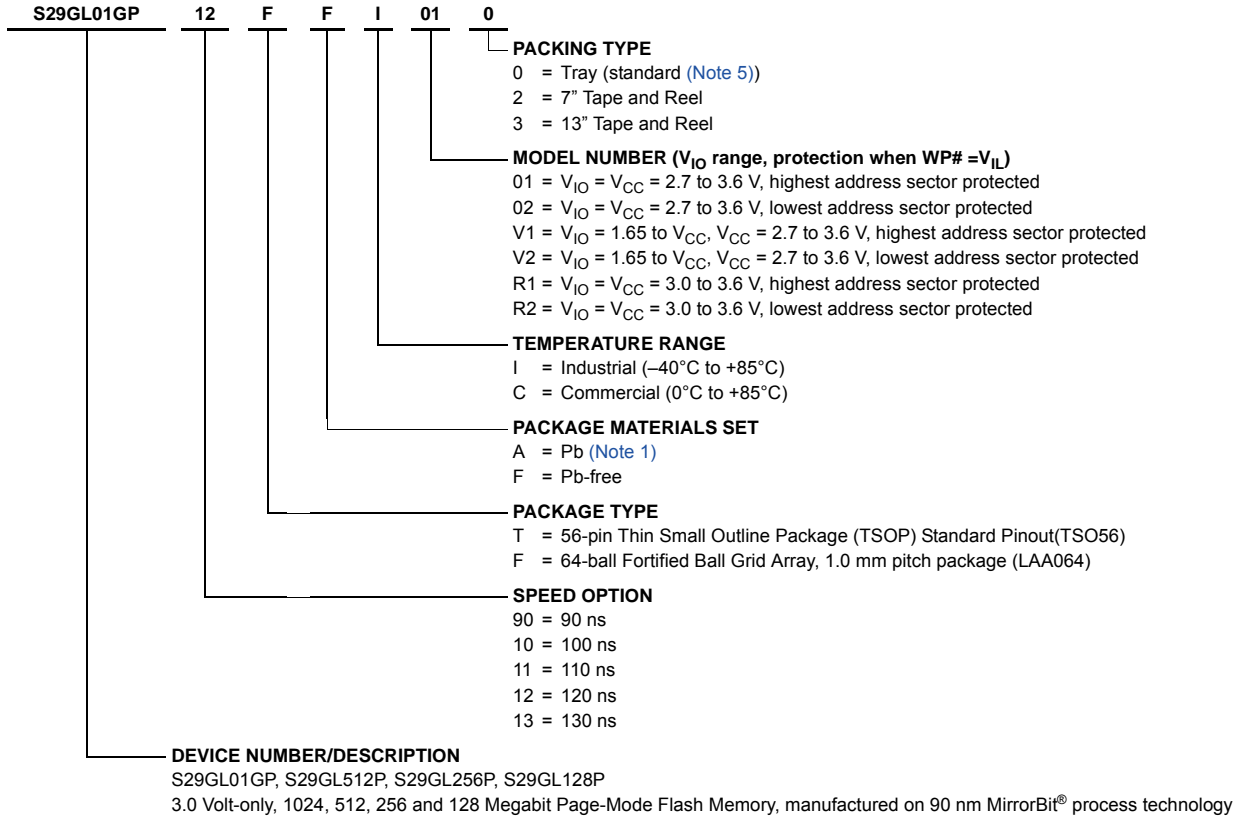 S29GL01GP 12 F F I 01 0
PACKING TYPE
0 = Tray (standard (Note 5))
2 = 7” Tape and Reel
3 = 13” Tape and Reel
MODEL NUMBER (VIO range, protection when WP# =VIL)
01 = VIO = VCC = 2.7 to 3.6 V, highest address sector protected
02 = VIO = VCC = 2.7 to 3.6 V, lowest address sector protected
V1 = VIO = 1.65 to VCC, VCC = 2.7 to 3.6 V, highest address sector protected
V2 = VIO = 1.65 to VCC, VCC = 2.7 to 3.6 V, lowest address sector protected
R1 = VIO = VCC = 3.0 to 3.6 V, highest address sector protected
R2 = VIO = VCC = 3.0 to 3.6 V, lowest address sector protected
TEMPERATURE RANGE
I = Industrial (–40°C to +85°C)
C = Commercial (0°C to +85°C)
PACKAGE MATERIALS SET
A = Pb (Note 1)
F = Pb-free
PACKAGE TYPE
T = 56-pin Thin Small Outline Package (TSOP) Standard Pinout(TSO56)
F = 64-ball Fortified Ball Grid Array, 1.0 mm pitch package (LAA064)
SPEED OPTION
90 = 90 ns
10 = 100 ns
11 = 110 ns
12 = 120 ns
13 = 130 ns
DEVICE NUMBER/DESCRIPTION
S29GL01GP, S29GL512P, S29GL256P, S29GL128P
3.0 Volt-only, 1024, 512, 256 and 128 Megabit Page-Mode Flash Memory, manufactured on 90 nm MirrorBit® process technology